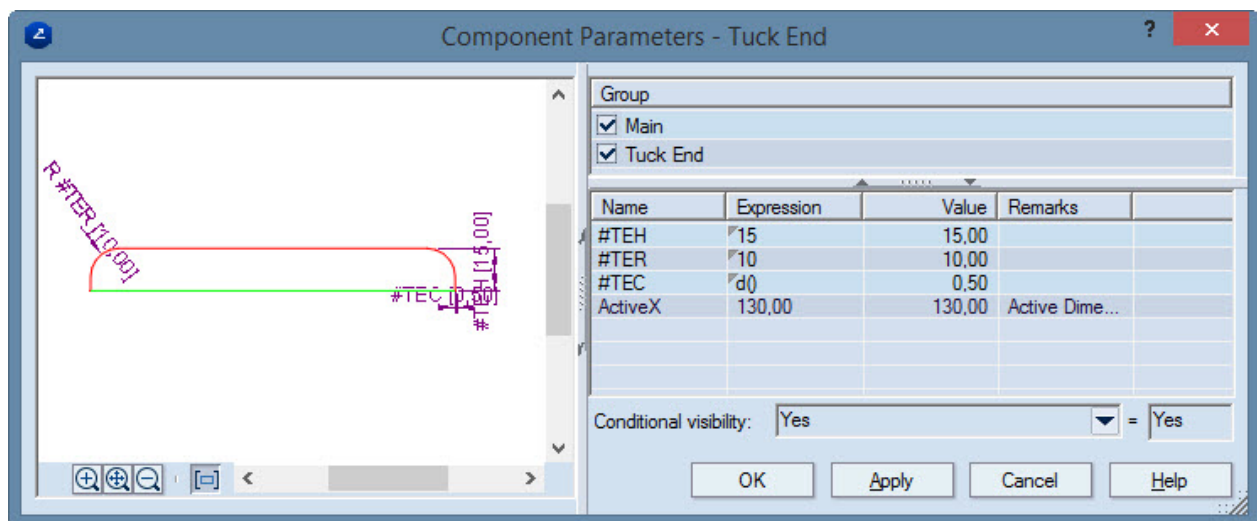 Component Parameters - Tuck End
?
R #TER [10,00]
#TEH [15,00]
#TEC [0,50]
Group
Main
Tuck End
Name Expression Value Remarks
#TEH 15 15,00
#TER 10 10,00
#TEC d() 0,50
ActiveX 130,00 130,00 Active Dime...
Conditional visibility: Yes = Yes
OK Apply Cancel Help